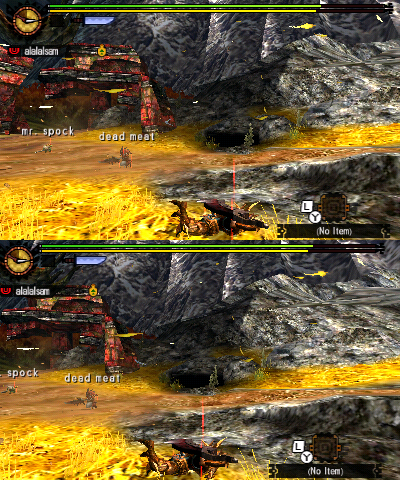 alalalsam
mr. spock
dead meat
L
Y
(No Item)
alalalsam
spock
dead meat
L
Y
(No Item)